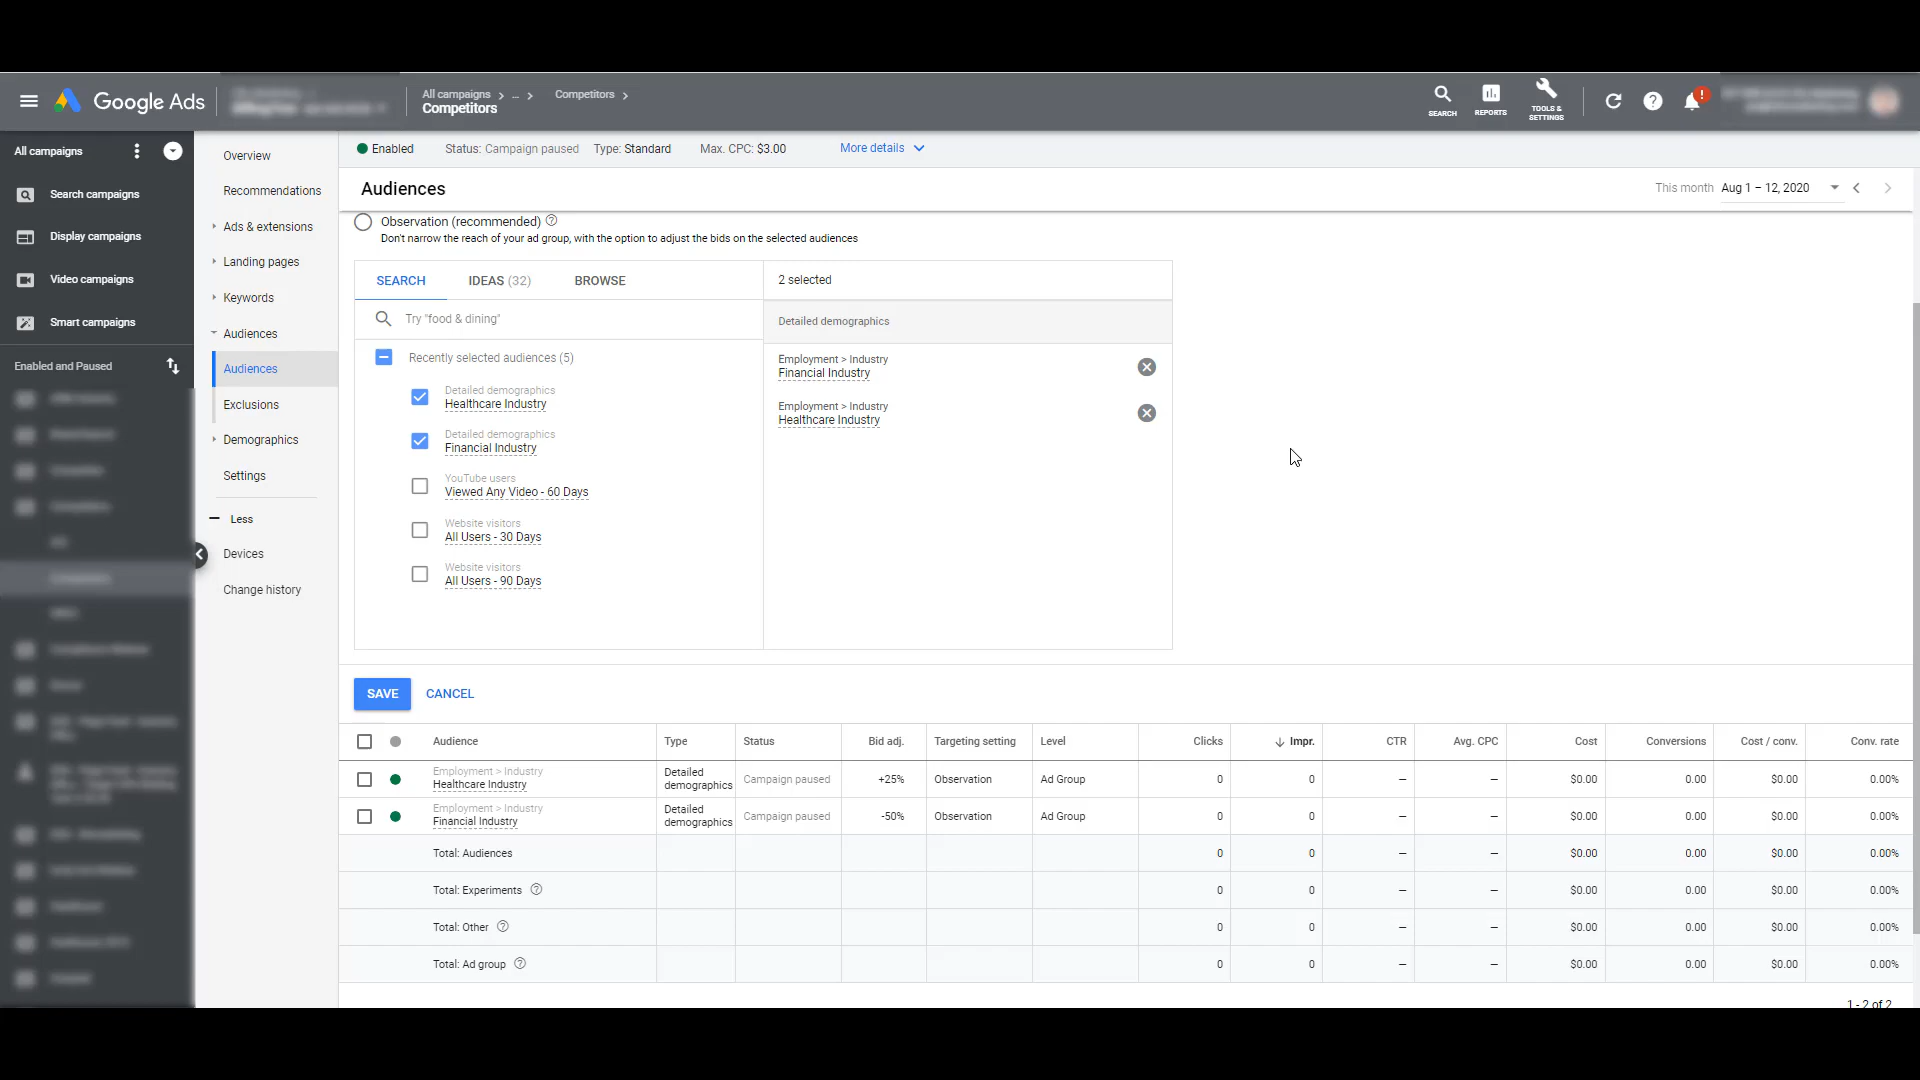 Google Ads
All campaigns > ... >
Competitors >
Competitors
SEARCH
REPORTS
TOOLS &
SETTINGS
!
All campaigns
Search campaigns
Display campaigns
Video campaigns
Smart campaigns
Enabled and Paused
Overview
Recommendations
Ads & extensions
Landing pages
Keywords
Audiences
Audiences
Exclusions
Demographics
Settings
Less
Devices
Change history
Enabled
Status: Campaign paused
Type: Standard
Max. CPC: $3.00
More details
Audiences
This month
Aug 1 – 12, 2020
Observation (recommended)
Don't narrow the reach of your ad group, with the option to adjust the bids on the selected audiences
SEARCH
IDEAS (32)
BROWSE
2 selected
Try "food & dining"
Detailed demographics
Recently selected audiences (5)
Detailed demographics
Healthcare Industry
Detailed demographics
Financial Industry
YouTube users
Viewed Any Video - 60 Days
Website visitors
All Users - 30 Days
Website visitors
All Users - 90 Days
Employment > Industry
Financial Industry
Employment > Industry
Healthcare Industry
SAVE
CANCEL
Audience Type Status Bid adj. Targeting setting Level Clicks Impr. CTR Avg. CPC Cost Conversions Cost / conv. Conv. rate
Employment > Industry
Healthcare Industry
Detailed
demographics
Campaign paused +25% Observation Ad Group 0 0 — — $0.00 0.00 $0.00 0.00%
Employment > Industry
Financial Industry
Detailed
demographics
Campaign paused -50% Observation Ad Group 0 0 — — $0.00 0.00 $0.00 0.00%
Total: Audiences 0 0 — — $0.00 0.00 $0.00 0.00%
Total: Experiments 0 0 — — $0.00 0.00 $0.00 0.00%
Total: Other 0 0 — — $0.00 0.00 $0.00 0.00%
Total: Ad group 0 0 — — $0.00 0.00 $0.00 0.00%
1 - 2 of 2